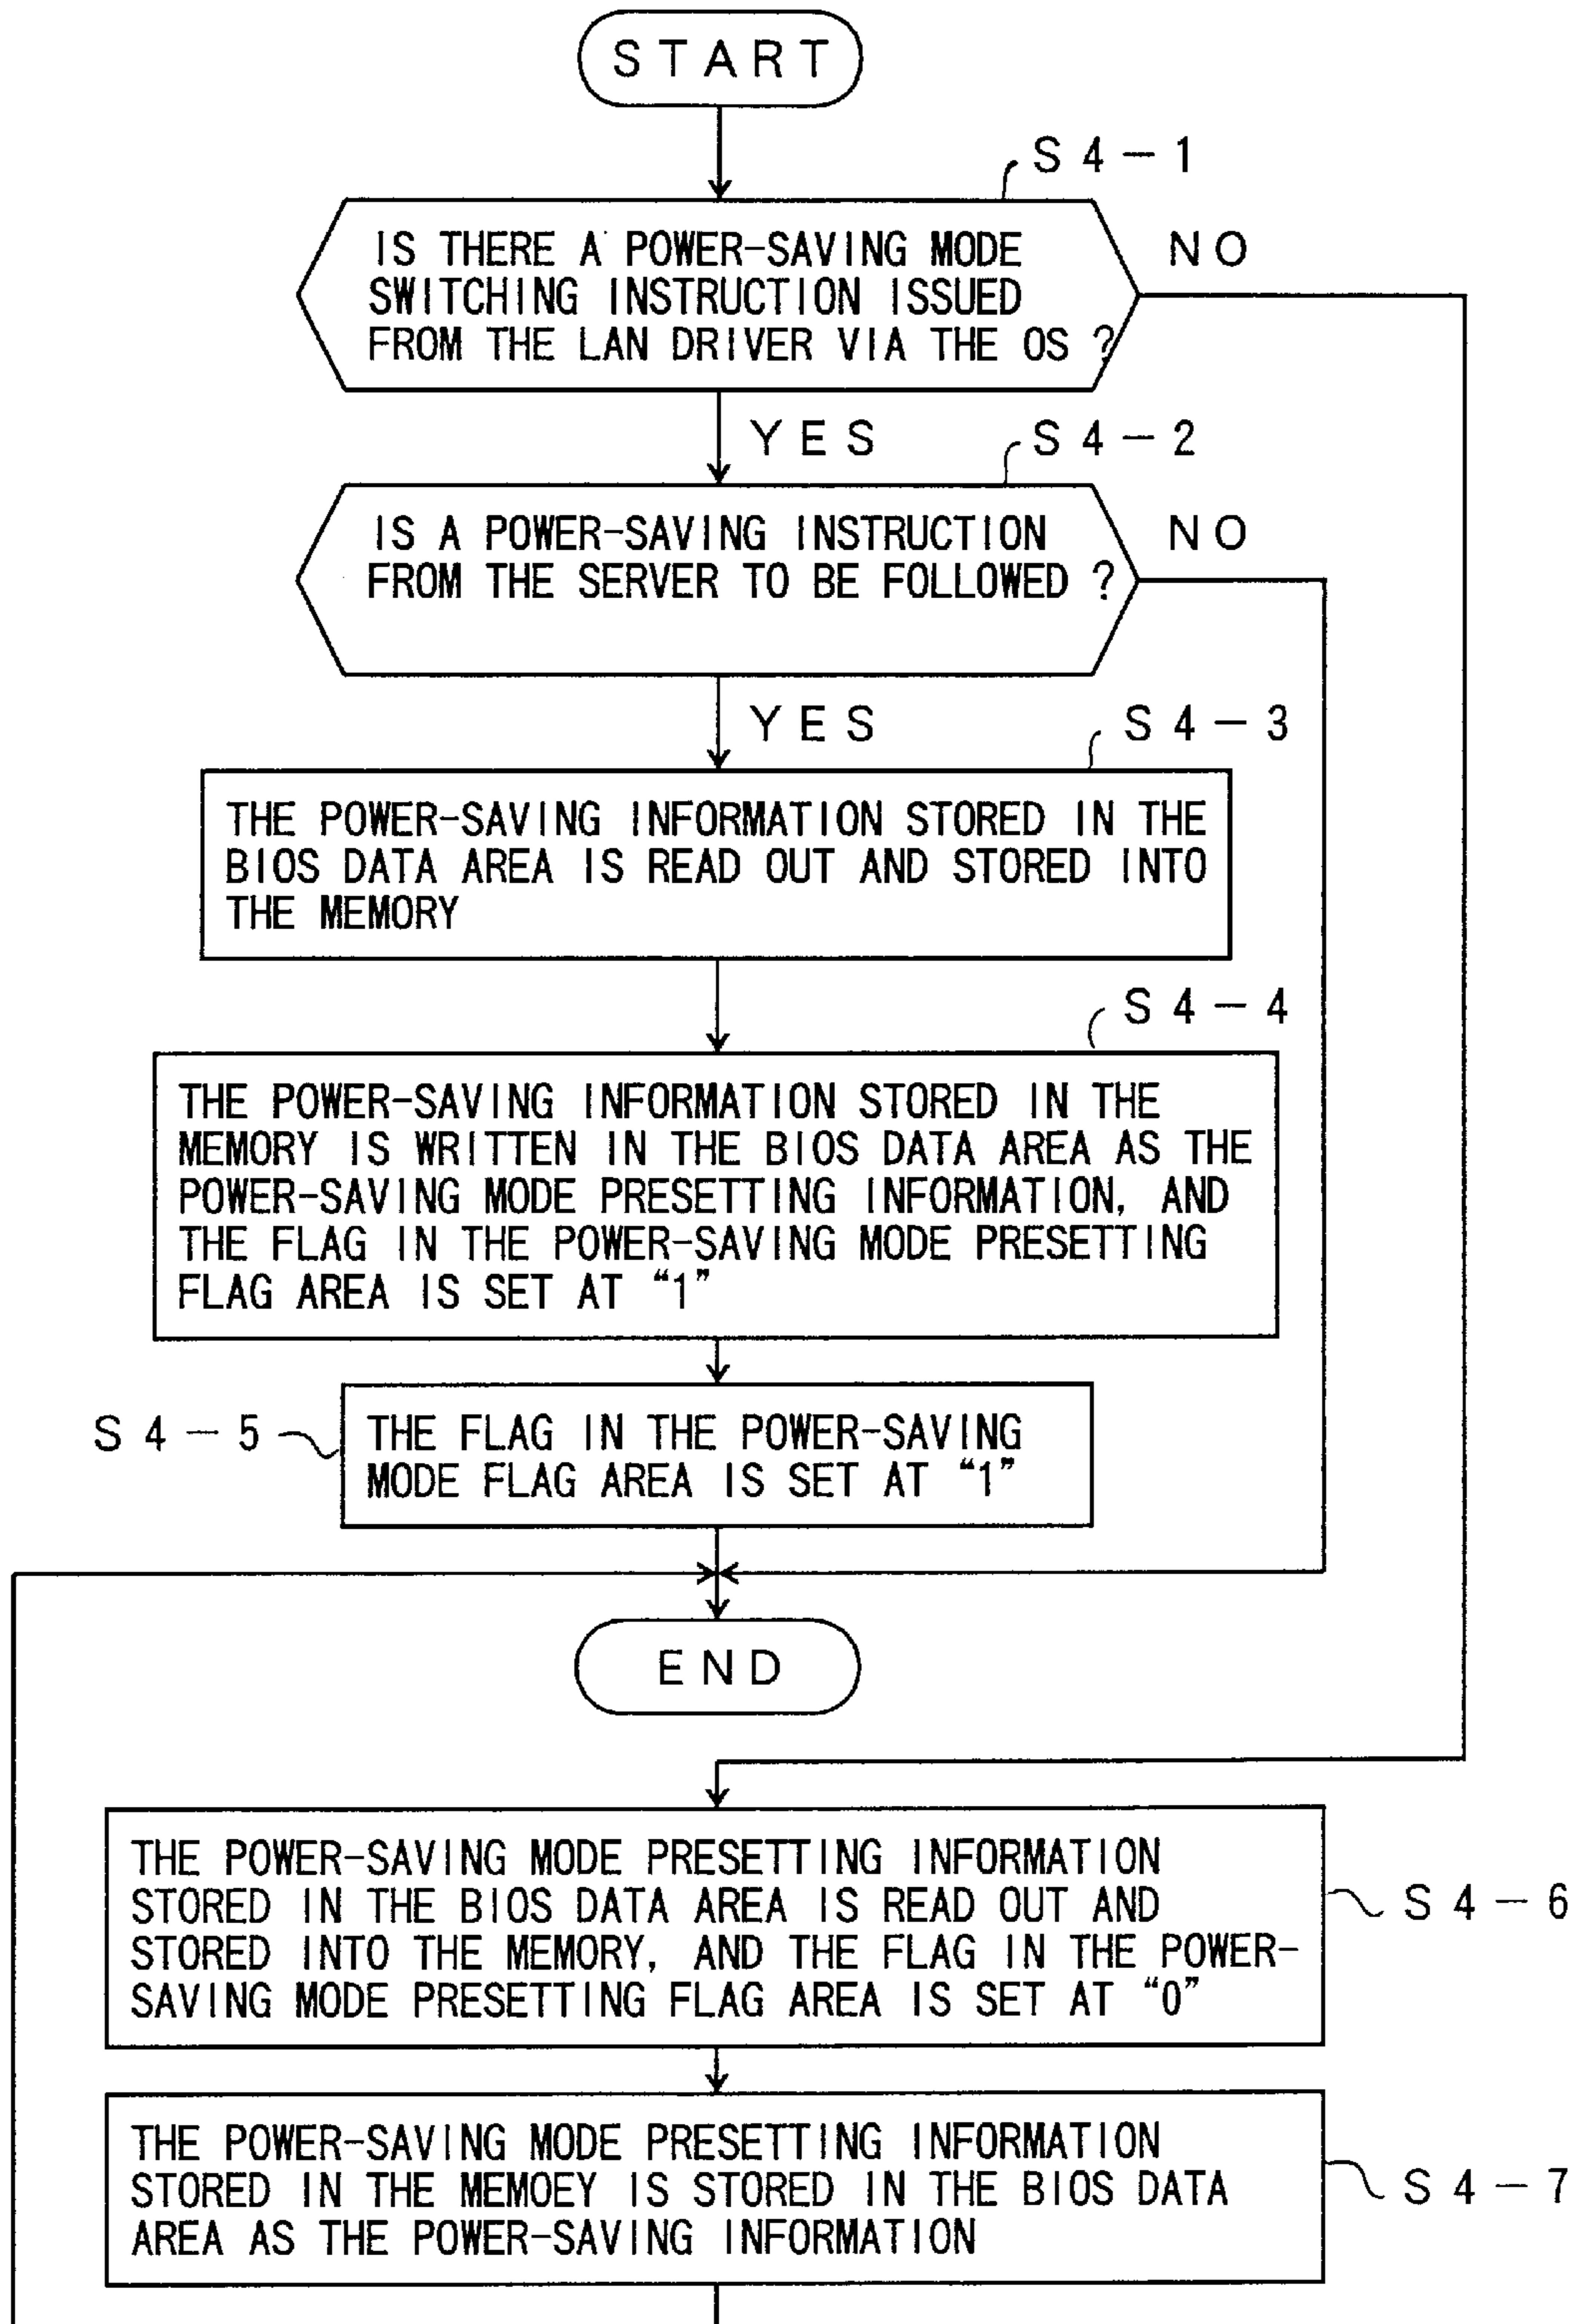 START
S4-1
IS THERE A POWER-SAVING MODE
SWITCHING INSTRUCTION ISSUED
FROM THE LAN DRIVER VIA THE OS ?
NO
YES
S4-2
IS A POWER-SAVING INSTRUCTION
FROM THE SERVER TO BE FOLLOWED ?
NO
YES
S4-3
THE POWER-SAVING INFORMATION STORED IN THE
BIOS DATA AREA IS READ OUT AND STORED INTO
THE MEMORY
S4-4
THE POWER-SAVING INFORMATION STORED IN THE
MEMORY IS WRITTEN IN THE BIOS DATA AREA AS THE
POWER-SAVING MODE PRESETTING INFORMATION, AND
THE FLAG IN THE POWER-SAVING MODE PRESETTING
FLAG AREA IS SET AT “1”
S4-5
THE FLAG IN THE POWER-SAVING
MODE FLAG AREA IS SET AT “1”
END
THE POWER-SAVING MODE PRESETTING INFORMATION
STORED IN THE BIOS DATA AREA IS READ OUT AND
STORED INTO THE MEMORY, AND THE FLAG IN THE POWER-
SAVING MODE PRESETTING FLAG AREA IS SET AT “0”
S4-6
THE POWER-SAVING MODE PRESETTING INFORMATION
STORED IN THE MEMOEY IS STORED IN THE BIOS DATA
AREA AS THE POWER-SAVING INFORMATION
S4-7